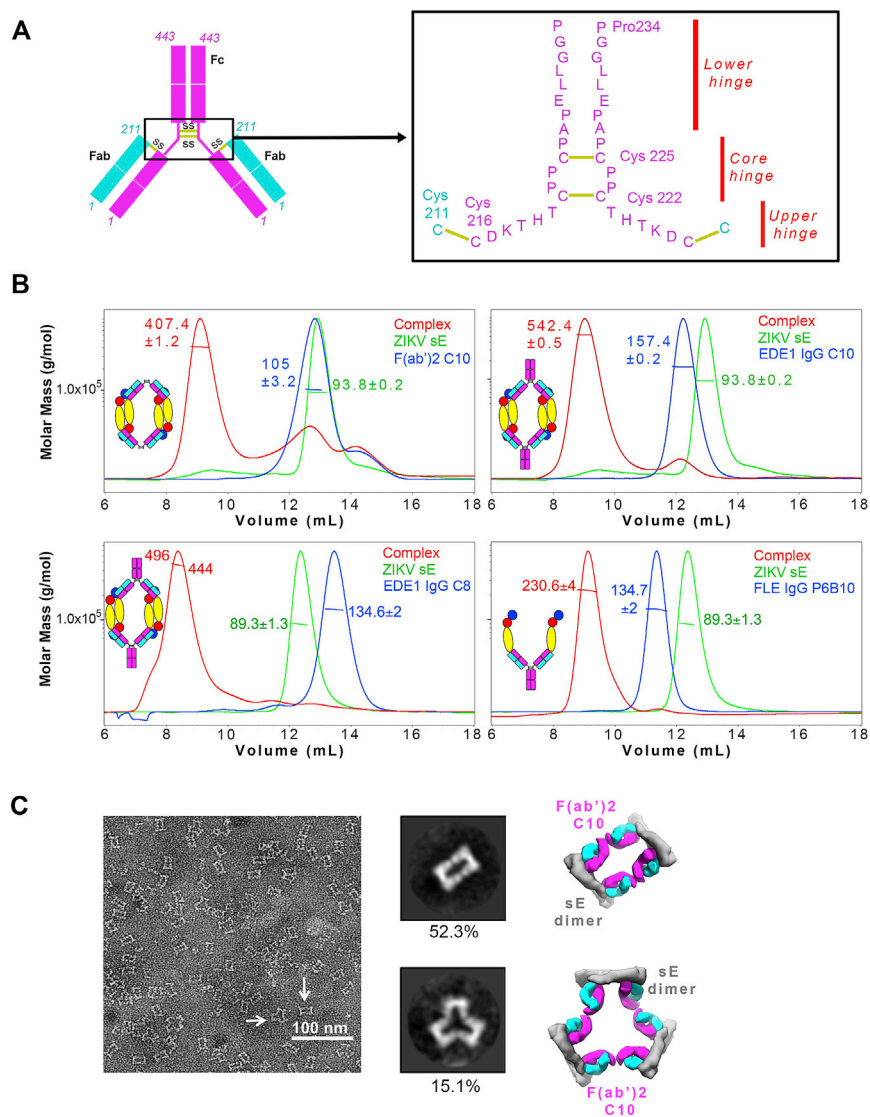 A
443 443
Fc
ss
ss
211 211
ss ss
Fab Fab
1 1
1 1
P P Pro234
G G
G G
L L
L L
E E
P P
A A
P P
C C Cys 225
P P
P P
C C Cys 222
T T
H H
T T
K K
D D
C C
C C
Cys 211
Cys 216
Lower hinge
Core hinge
Upper hinge
B
Molar Mass (g/mol)
1.0x10⁵
407.4 ±1.2
105 ±3.2
93.8±0.2
Complex
ZIKV sE
F(ab')2 C10
6 8 10 12 14 16 18
Volume (mL)
542.4 ±0.5
157.4 ±0.2
93.8±0.2
Complex
ZIKV sE
EDE1 IgG C10
6 8 10 12 14 16 18
Volume (mL)
Molar Mass (g/mol)
1.0x10⁵
496
444
89.3±1.3
134.6±2
Complex
ZIKV sE
EDE1 IgG C8
6 8 10 12 14 16 18
Volume (mL)
230.6±4
134.7 ±2
89.3±1.3
Complex
ZIKV sE
FLE IgG P6B10
6 8 10 12 14 16 18
Volume (mL)
C
100 nm
52.3%
15.1%
F(ab')2
C10
sE
dimer
sE
dimer
F(ab')2
C10